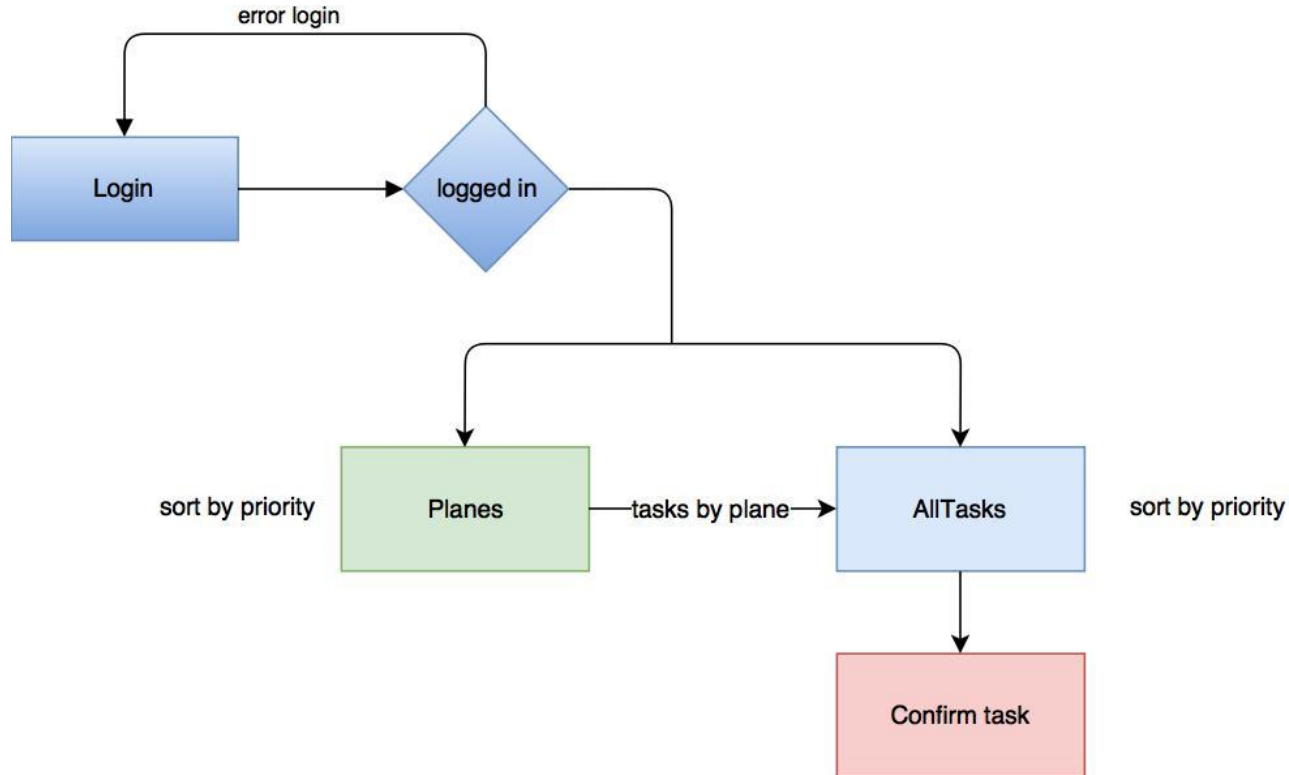 error login
Login
logged in
sort by priority
Planes
tasks by plane
AllTasks
sort by priority
Confirm task